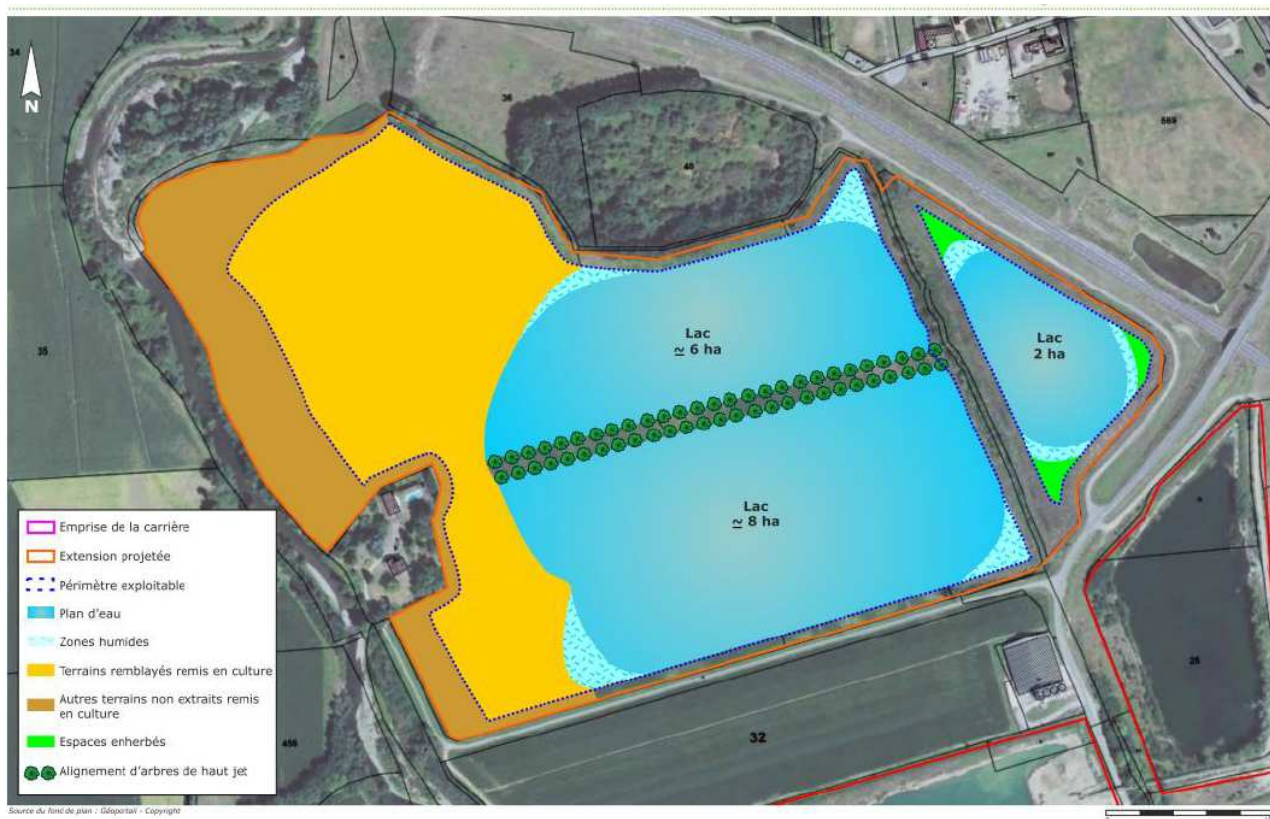 34
N
36
40
569
35
Lac
≃ 6 ha
Lac
2 ha
Lac
≃ 8 ha
Emprise de la carrière
Extension projetée
Périmètre exploitable
Plan d'eau
Zones humides
Terrains remblayés remis en culture
Autres terrains non extraits remis
en culture
Espaces enherbés
Alignement d'arbres de haut jet
25
32
456
Source du fond de plan : Géoportail - Copyright